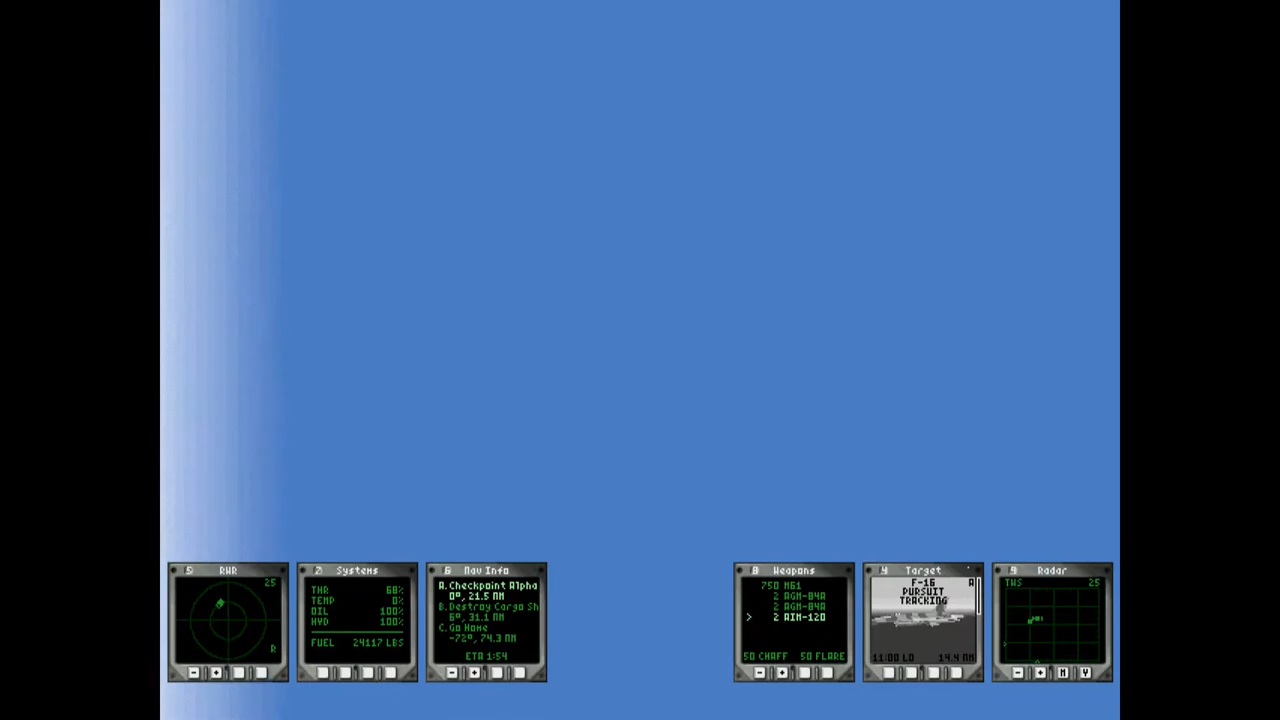 5 RWR
25
R
7 Systems
THR 68%
TEMP 0%
OIL 100%
HYD 100%
FUEL 24117 LBS
6 Nav Info
A.Checkpoint Alpha
0°, 21.5 NM
B.Destroy Cargo Sh
6°, 31.1 NM
C.Go Home
-72°, 74.3 NM
ETA 1:54
8 Weapons
750 M61
2 AGM-84A
2 AGM-84A
> 2 AIM-120
50 CHAFF 50 FLARE
4 Target
F-16 A
PURSUIT
TRACKING
11:00 LO 14.4 NM
9 Radar
TWS 25
M Y